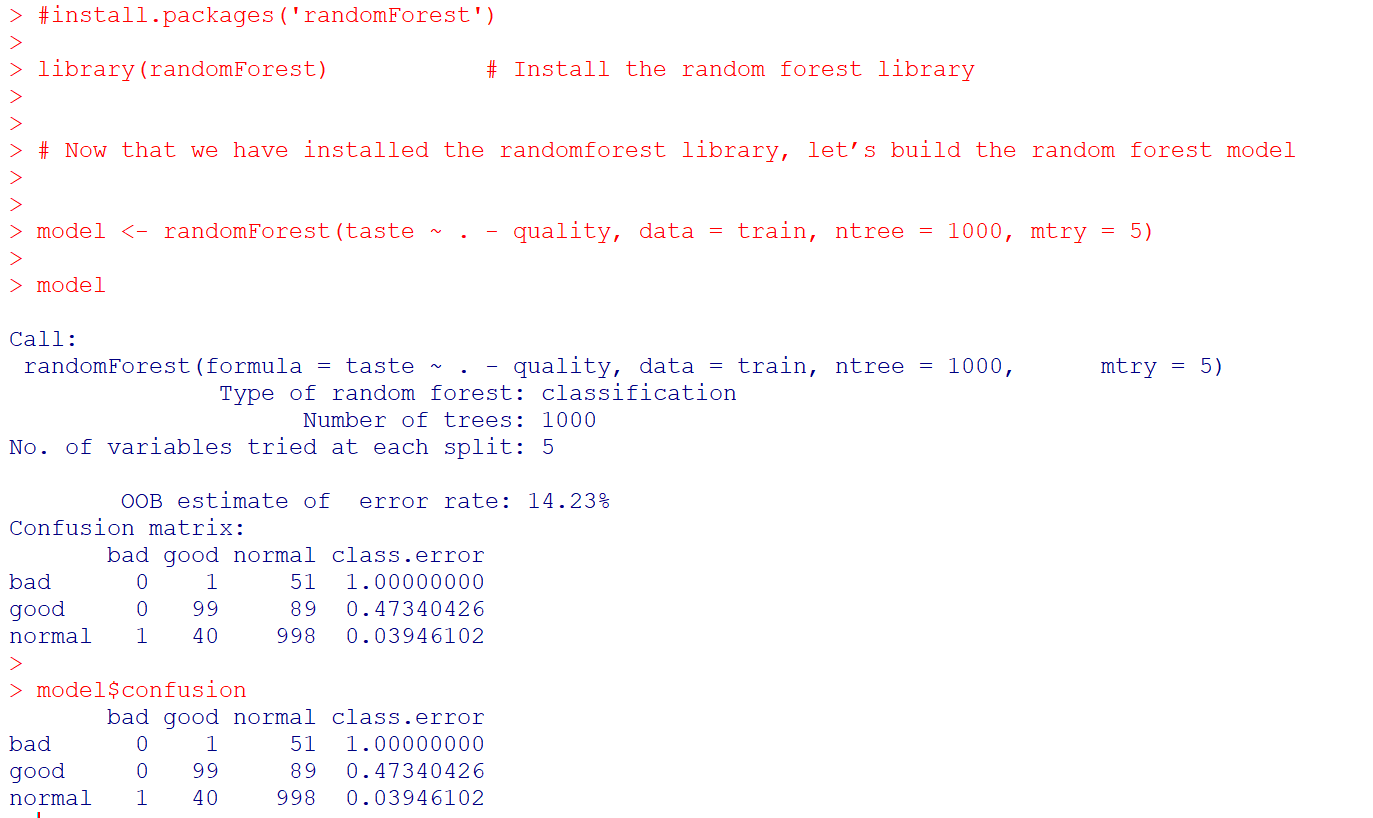 > #install.packages('randomForest')
>
> library(randomForest)           # Install the random forest library
>
>
> # Now that we have installed the randomforest library, let’s build the random forest model
>
>
> model <- randomForest(taste ~ . - quality, data = train, ntree = 1000, mtry = 5)
>
> model

Call:
 randomForest(formula = taste ~ . - quality, data = train, ntree = 1000,      mtry = 5)
               Type of random forest: classification
                     Number of trees: 1000
No. of variables tried at each split: 5

        OOB estimate of  error rate: 14.23%
Confusion matrix:
       bad good normal class.error
bad      0    1     51  1.00000000
good     0   99     89  0.47340426
normal   1   40    998  0.03946102
>
> model$confusion
       bad good normal class.error
bad      0    1     51  1.00000000
good     0   99     89  0.47340426
normal   1   40    998  0.03946102